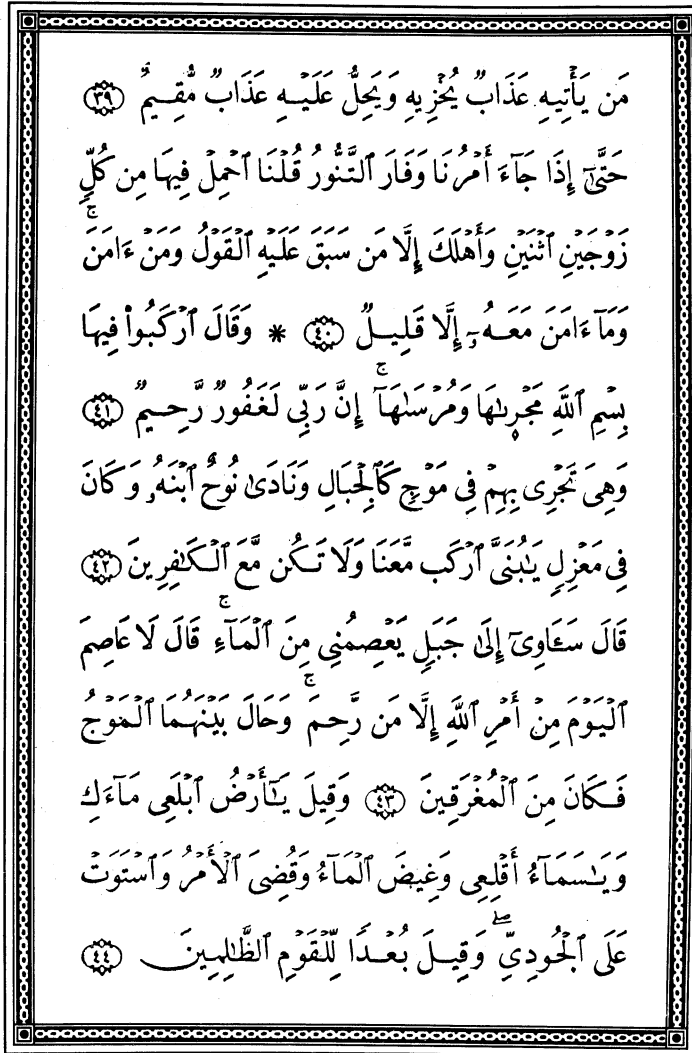 مَن يَأْتِيهِ عَذَابٌ يُخْزِيهِ وَيَحِلُّ عَلَيْهِ عَذَابٌ مُّقِيمٌ ٣٩
حَتَّىٰٓ إِذَا جَآءَ أَمْرُنَا وَفَارَ ٱلتَّنُّورُ قُلْنَا ٱحْمِلْ فِيهَا مِن كُلٍّ
زَوْجَيْنِ ٱثْنَيْنِ وَأَهْلَكَ إِلَّا مَن سَبَقَ عَلَيْهِ ٱلْقَوْلُ وَمَنْ ءَامَنَ ۚ
وَمَآ ءَامَنَ مَعَهُۥٓ إِلَّا قَلِيلٌ ٤٠ * وَقَالَ ٱرْكَبُوا۟ فِيهَا
بِسْمِ ٱللَّهِ مَجْر۪ىٰهَا وَمُرْسَىٰهَآ ۚ إِنَّ رَبِّى لَغَفُورٌ رَّحِيمٌ ٤١
وَهِىَ تَجْرِى بِهِمْ فِى مَوْجٍ كَٱلْجِبَالِ وَنَادَىٰ نُوحٌ ٱبْنَهُۥ وَكَانَ
فِى مَعْزِلٍ يَٰبُنَىَّ ٱرْكَب مَّعَنَا وَلَا تَكُن مَّعَ ٱلْكَٰفِرِينَ ٤٢
قَالَ سَـَٔاوِىٓ إِلَىٰ جَبَلٍ يَعْصِمُنِى مِنَ ٱلْمَآءِ ۚ قَالَ لَا عَاصِمَ
ٱلْيَوْمَ مِنْ أَمْرِ ٱللَّهِ إِلَّا مَن رَّحِمَ ۚ وَحَالَ بَيْنَهُمَا ٱلْمَوْجُ
فَكَانَ مِنَ ٱلْمُغْرَقِينَ ٤٣ وَقِيلَ يَٰٓأَرْضُ ٱبْلَعِى مَآءَكِ
وَيَٰسَمَآءُ أَقْلِعِى وَغِيضَ ٱلْمَآءُ وَقُضِىَ ٱلْأَمْرُ وَٱسْتَوَتْ
عَلَى ٱلْجُودِىِّ ۖ وَقِيلَ بُعْدًا لِّلْقَوْمِ ٱلظَّٰلِمِينَ ٤٤